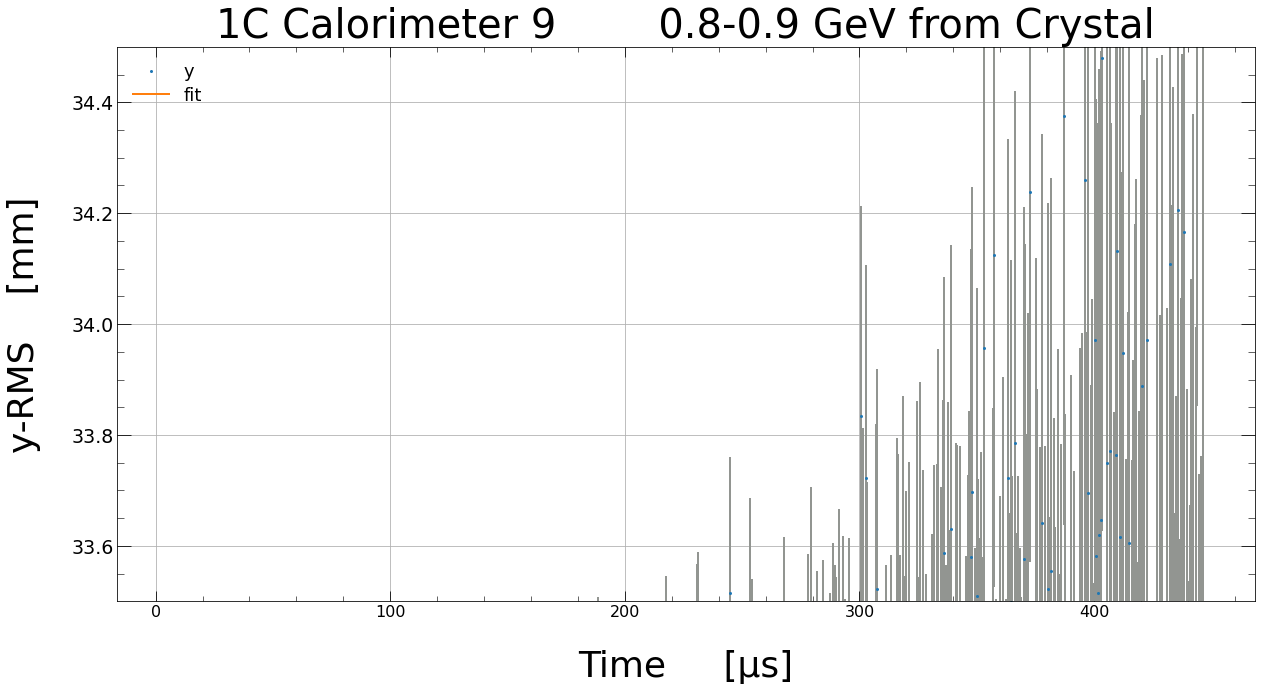 1C Calorimeter 9 0.8-0.9 GeV from Crystal
y
fit
34.4
34.2
34.0
33.8
33.6
y-RMS [mm]
0 100 200 300 400
Time [μs]